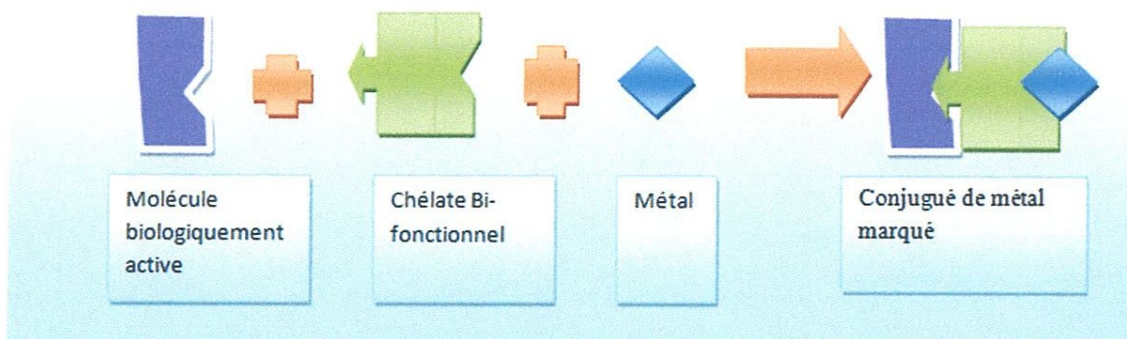 Molécule
biologiquement
active
Chélate Bi-
fonctionnel
Métal
Conjugué de métal
marqué